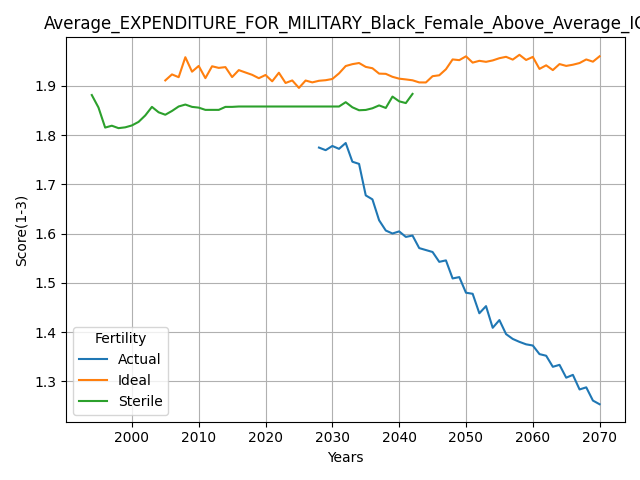 Average_EXPENDITURE_FOR_MILITARY_Black_Female_Above_Average_IQ
Score(1-3)
1.9
1.8
1.7
1.6
1.5
1.4
1.3
Fertility
Actual
Ideal
Sterile
2000 2010 2020 2030 2040 2050 2060 2070
Years